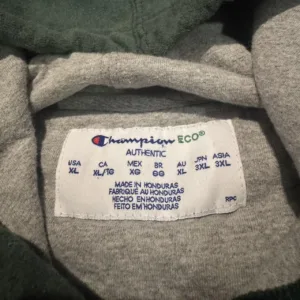 Champion ECO®
AUTHENTIC
USA CA MEX BR AU JPN ASIA
XL XL/TG XG GG XL 3XL 3XL
MADE IN HONDURAS
FABRIQUÉ AU HONDURAS
HECHO EN HONDURAS
FEITO EM HONDURAS
RPC